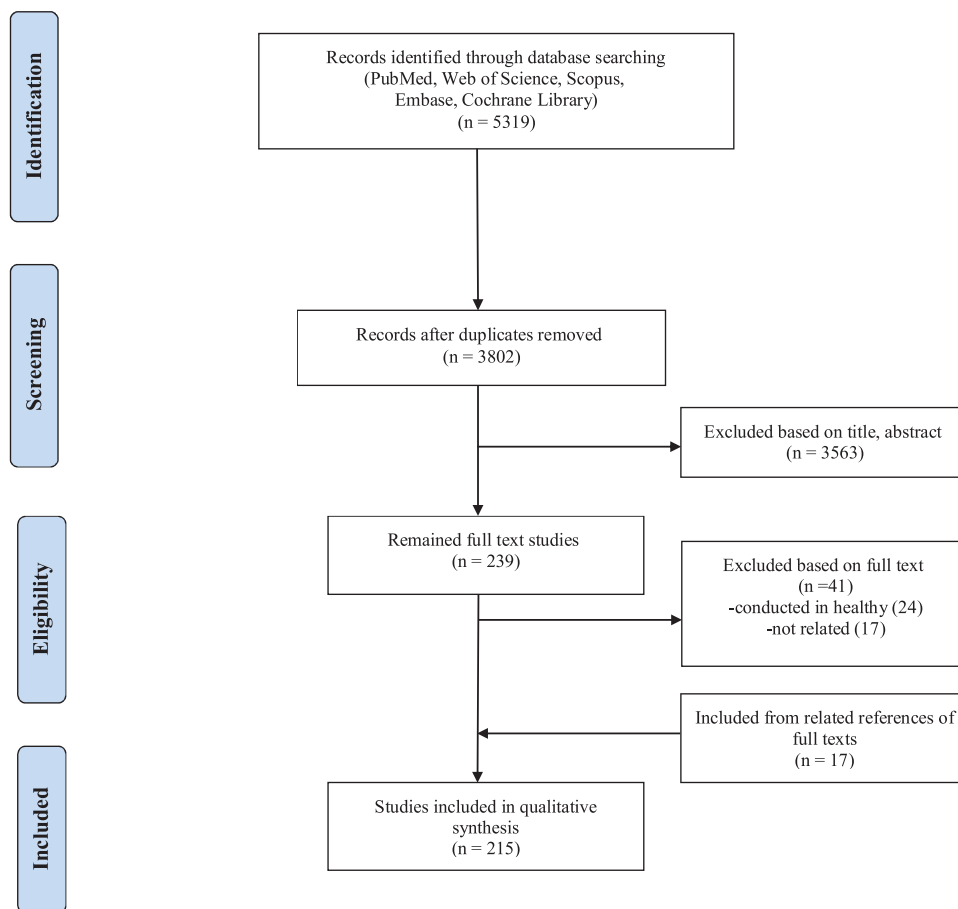 Identification
Records identified through database searching
(PubMed, Web of Science, Scopus,
Embase, Cochrane Library)
(n = 5319)
Screening
Records after duplicates removed
(n = 3802)
Excluded based on title, abstract
(n = 3563)
Eligibility
Remained full text studies
(n = 239)
Excluded based on full text
(n =41)
-conducted in healthy (24)
-not related (17)
Included from related references of
full texts
(n = 17)
Included
Studies included in qualitative
synthesis
(n = 215)